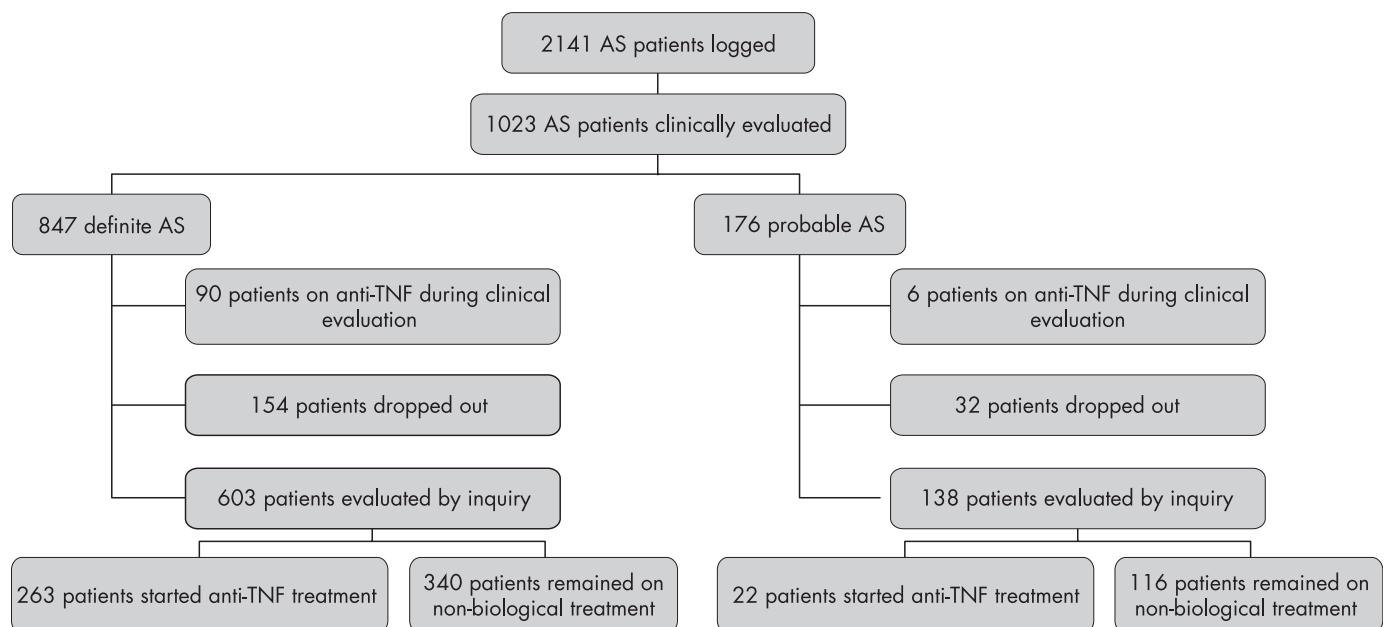 2141 AS patients logged
1023 AS patients clinically evaluated
847 definite AS
176 probable AS
90 patients on anti-TNF during clinical
evaluation
6 patients on anti-TNF during clinical
evaluation
154 patients dropped out
32 patients dropped out
603 patients evaluated by inquiry
138 patients evaluated by inquiry
263 patients started anti-TNF treatment
340 patients remained on
non-biological treatment
22 patients started anti-TNF treatment
116 patients remained on
non-biological treatment